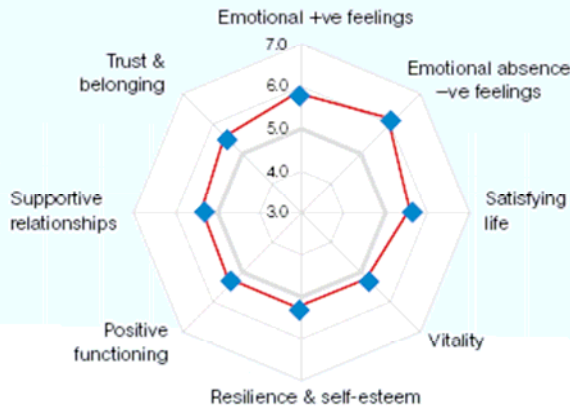 Emotional +ve feelings
7.0
Trust &
belonging
6.0
Emotional absence
–ve feelings
5.0
4.0
Supportive
relationships
3.0
Satisfying
life
Positive
functioning
Vitality
Resilience & self-esteem